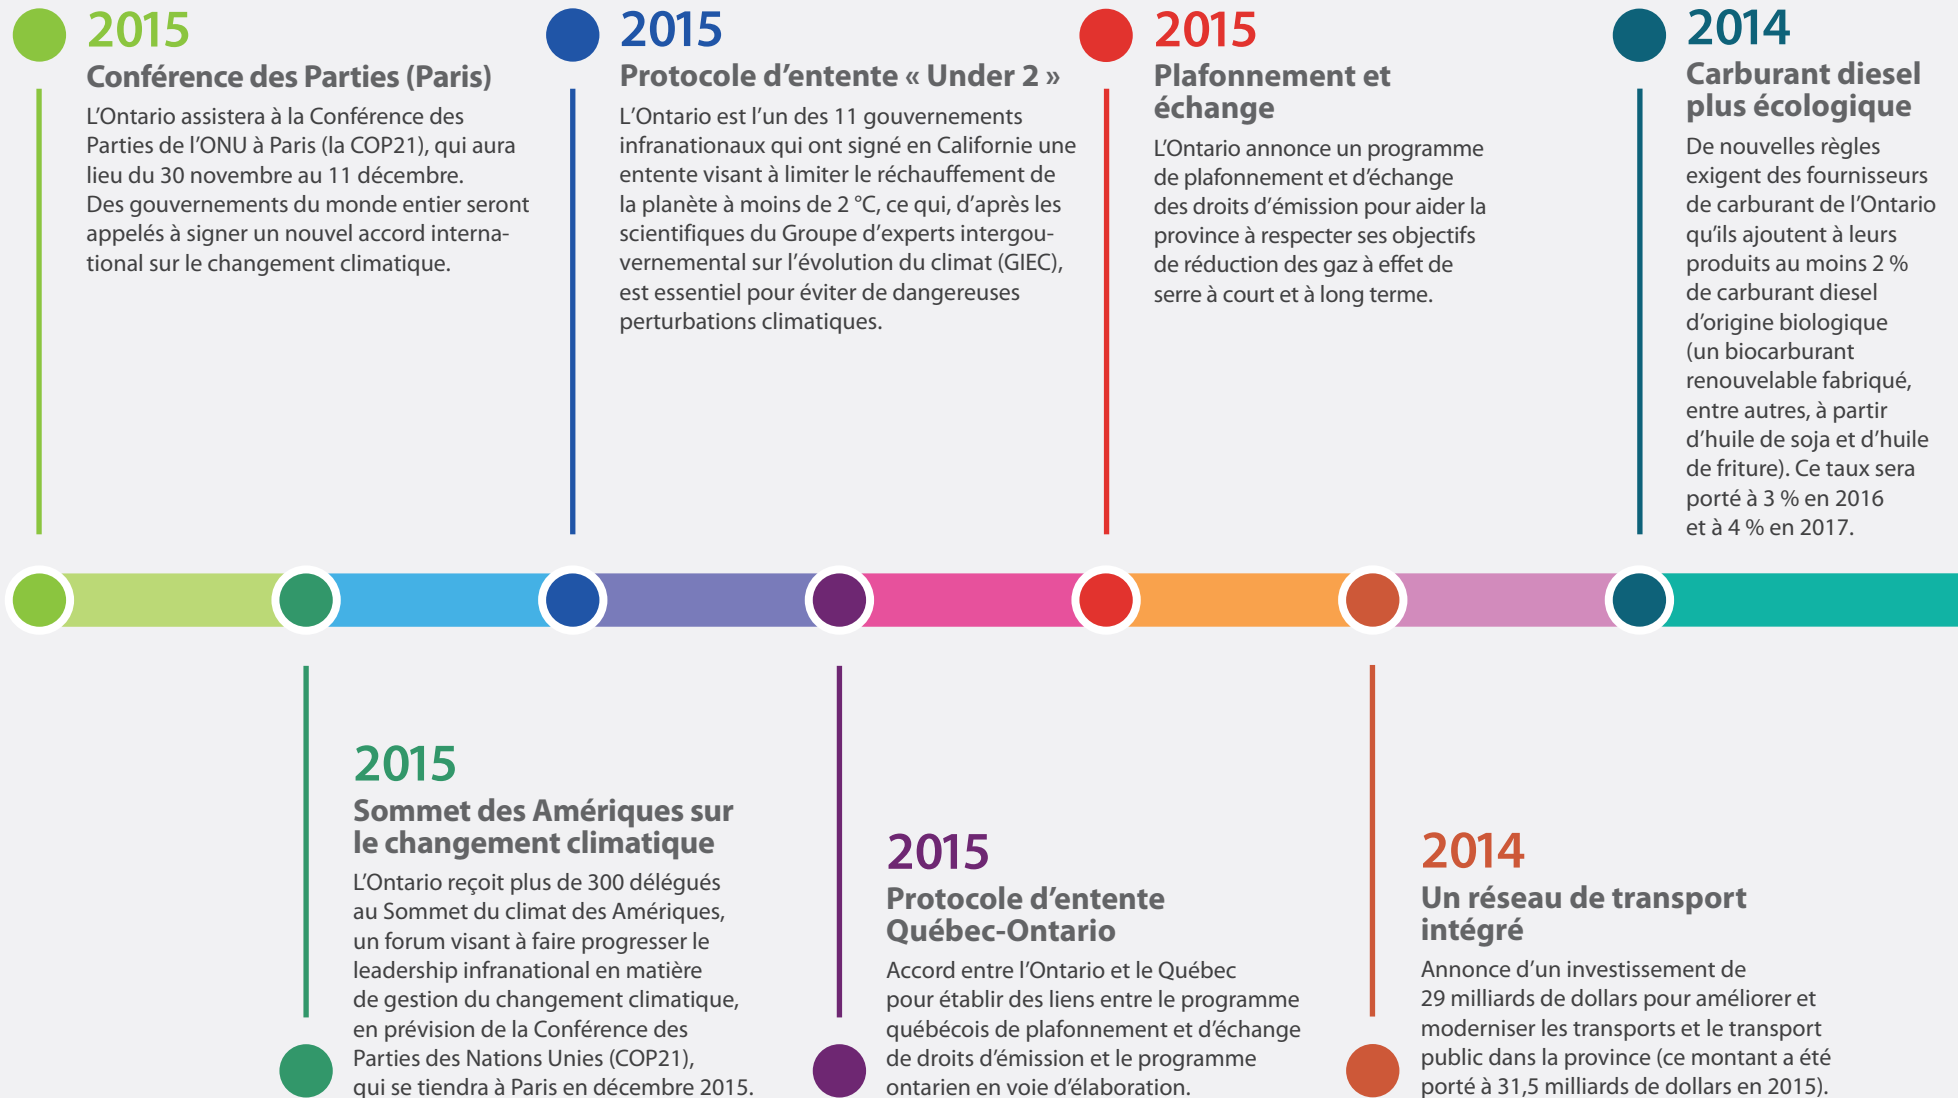 2015
Conférence des Parties (Paris)
L’Ontario assistera à la Conférence des
Parties de l’ONU à Paris (la COP21), qui aura
lieu du 30 novembre au 11 décembre.
Des gouvernements du monde entier seront
appelés à signer un nouvel accord interna-
tional sur le changement climatique.
2015
Protocole d’entente « Under 2 »
L’Ontario est l’un des 11 gouvernements
infranationaux qui ont signé en Californie une
entente visant à limiter le réchauffement de
la planète à moins de 2 °C, ce qui, d’après les
scientifiques du Groupe d’experts intergou-
vernemental sur l’évolution du climat (GIEC),
est essentiel pour éviter de dangereuses
perturbations climatiques.
2015
Plafonnement et
échange
L’Ontario annonce un programme
de plafonnement et d’échange
des droits d’émission pour aider la
province à respecter ses objectifs
de réduction des gaz à effet de
serre à court et à long terme.
2014
Carburant diesel
plus écologique
De nouvelles règles
exigent des fournisseurs
de carburant de l’Ontario
qu’ils ajoutent à leurs
produits au moins 2 %
de carburant diesel
d’origine biologique
(un biocarburant
renouvelable fabriqué,
entre autres, à partir
d’huile de soja et d’huile
de friture). Ce taux sera
porté à 3 % en 2016
et à 4 % en 2017.
2015
Sommet des Amériques sur
le changement climatique
L’Ontario reçoit plus de 300 délégués
au Sommet du climat des Amériques,
un forum visant à faire progresser le
leadership infranational en matière
de gestion du changement climatique,
en prévision de la Conférence des
Parties des Nations Unies (COP21),
qui se tiendra à Paris en décembre 2015.
2015
Protocole d’entente
Québec-Ontario
Accord entre l’Ontario et le Québec
pour établir des liens entre le programme
québécois de plafonnement et d’échange
de droits d’émission et le programme
ontarien en voie d’élaboration.
2014
Un réseau de transport
intégré
Annonce d’un investissement de
29 milliards de dollars pour améliorer et
moderniser les transports et le transport
public dans la province (ce montant a été
porté à 31,5 milliards de dollars en 2015).